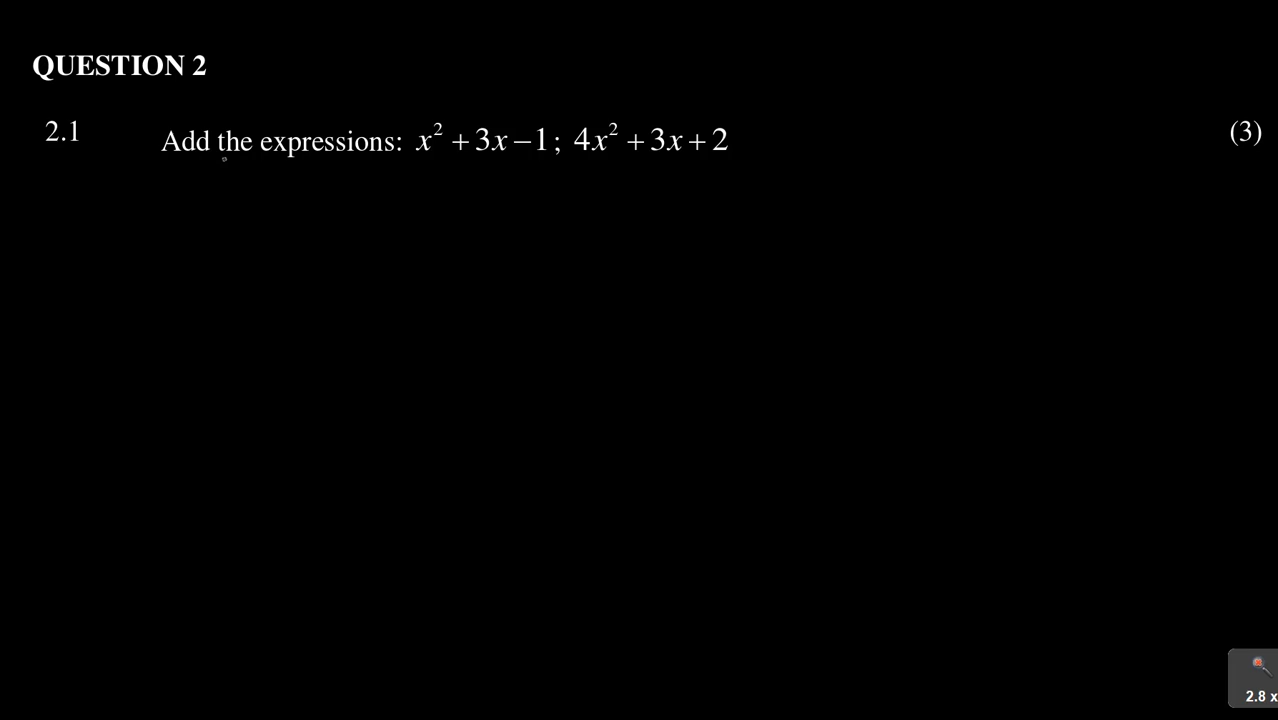 QUESTION 2
2.1 Add the expressions: x² + 3x − 1 ; 4x² + 3x + 2 (3)
2.8 x